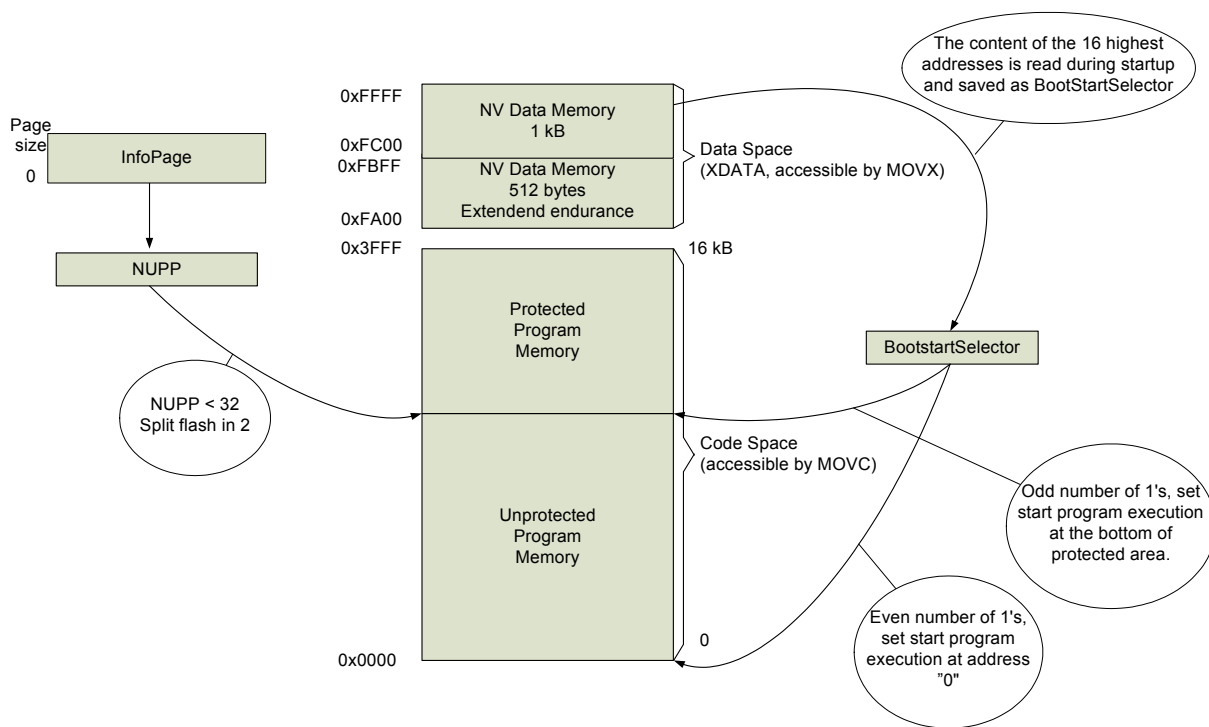 The content of the 16 highest
addresses is read during startup
and saved as BootStartSelector
0xFFFF
NV Data Memory
1 kB
Page
size
0
InfoPage
0xFC00
0xFBFF
Data Space
(XDATA, accessible by MOVX)
NV Data Memory
512 bytes
Extendend endurance
0xFA00
0x3FFF
16 kB
NUPP
Protected
Program
Memory
BootstartSelector
NUPP < 32
Split flash in 2
Code Space
(accessible by MOVC)
Odd number of 1's, set
start program execution
at the bottom of
protected area.
Unprotected
Program
Memory
Even number of 1's,
set start program
execution at address
"0"
0
0x0000